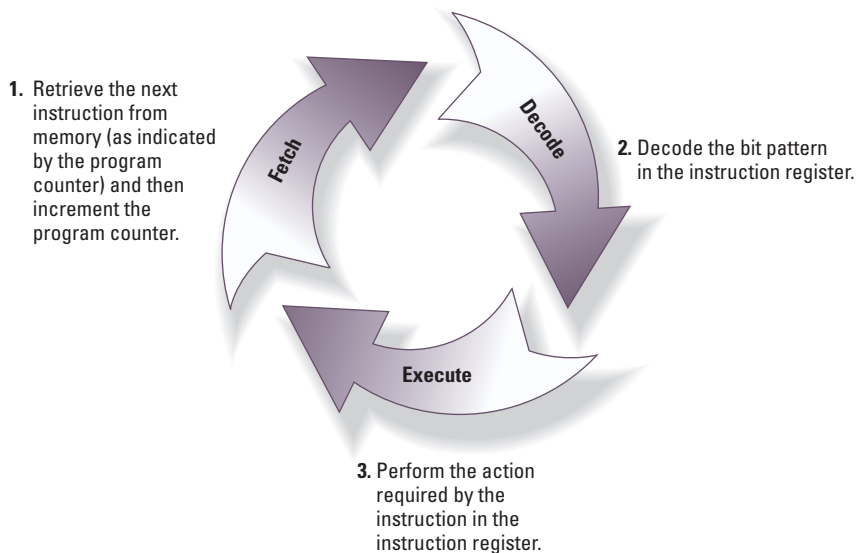 1. Retrieve the next
instruction from
memory (as indicated
by the program
counter) and then
increment the
program counter.
Fetch
Decode
2. Decode the bit pattern
in the instruction register.
Execute
3. Perform the action
required by the
instruction in the
instruction register.